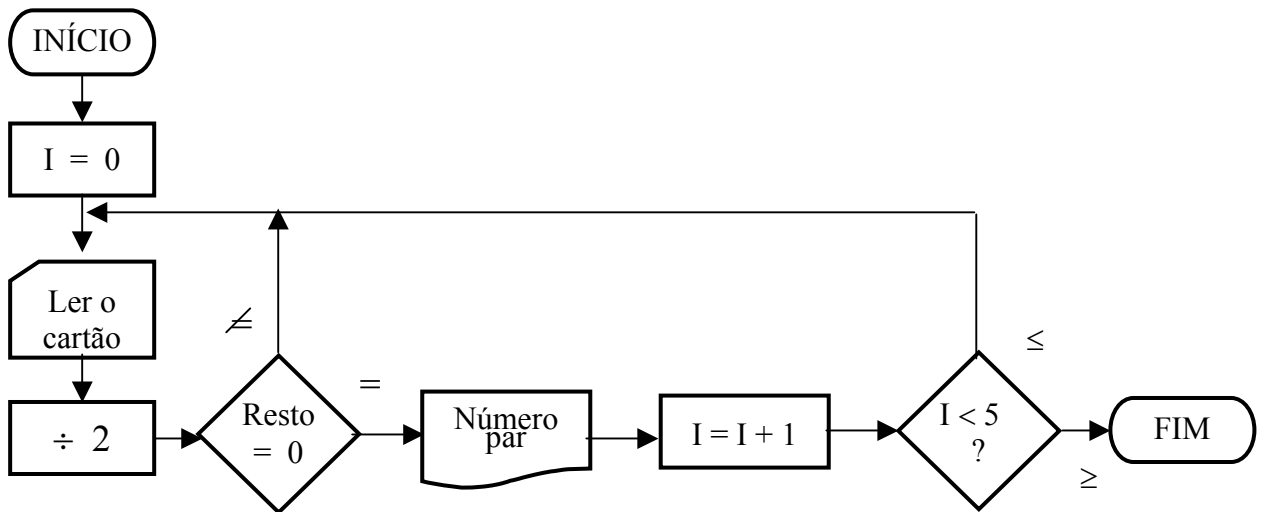 INÍCIO
I = 0
Ler o
cartão
÷ 2
≠
Resto
= 0
=
Número
par
I = I + 1
I < 5
?
≤
≥
FIM